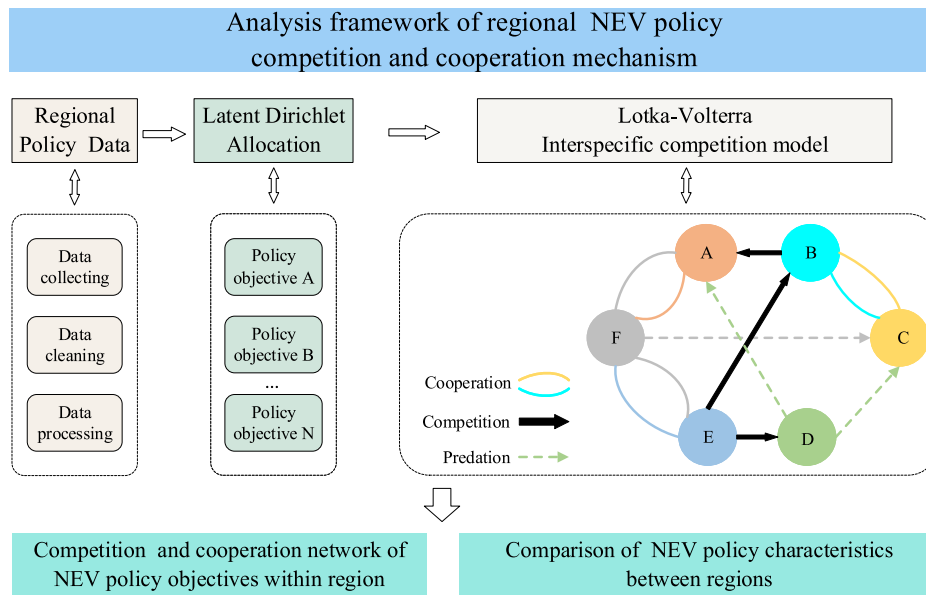 Analysis framework of regional NEV policy
competition and cooperation mechanism
Regional
Policy Data
Latent Dirichlet
Allocation
Lotka-Volterra
Interspecific competition model
Data
collecting
Data
cleaning
Data
processing
Policy
objective A
Policy
objective B
...
Policy
objective N
A
B
F
C
E
D
Cooperation
Competition
Predation
Competition and cooperation network of
NEV policy objectives within region
Comparison of NEV policy characteristics
between regions